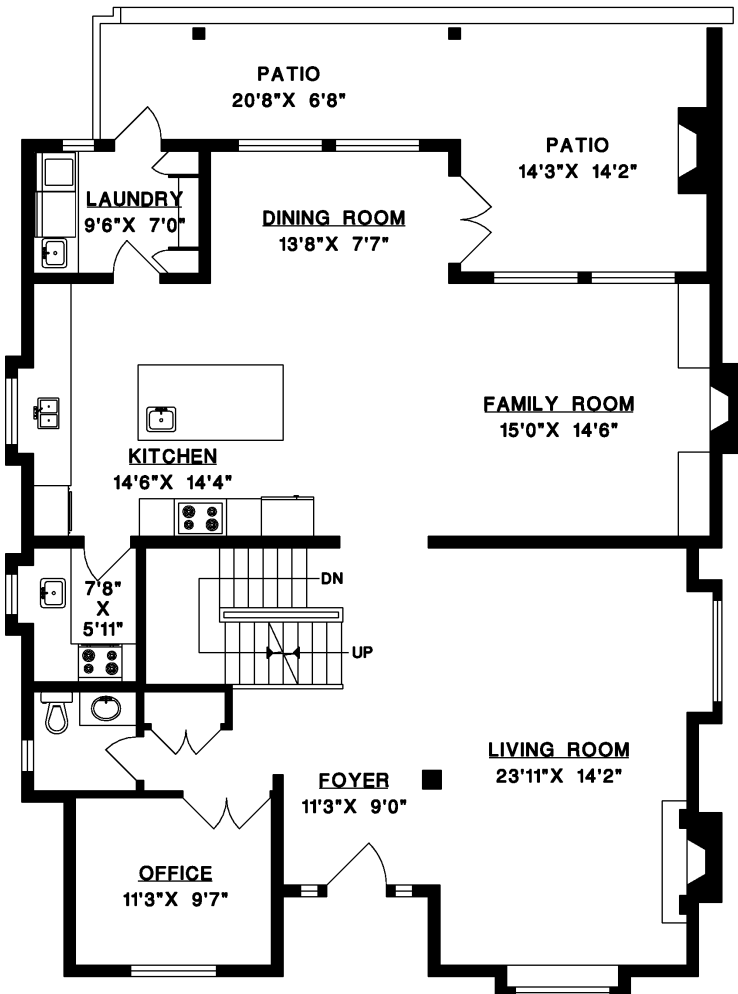 PATIO
20'8"X 6'8"
PATIO
14'3"X 14'2"
LAUNDRY
9'6"X 7'0"
DINING ROOM
13'8"X 7'7"
FAMILY ROOM
15'0"X 14'6"
KITCHEN
14'6"X 14'4"
7'8"
X
5'11"
DN
UP
LIVING ROOM
23'11"X 14'2"
FOYER
11'3"X 9'0"
OFFICE
11'3"X 9'7"